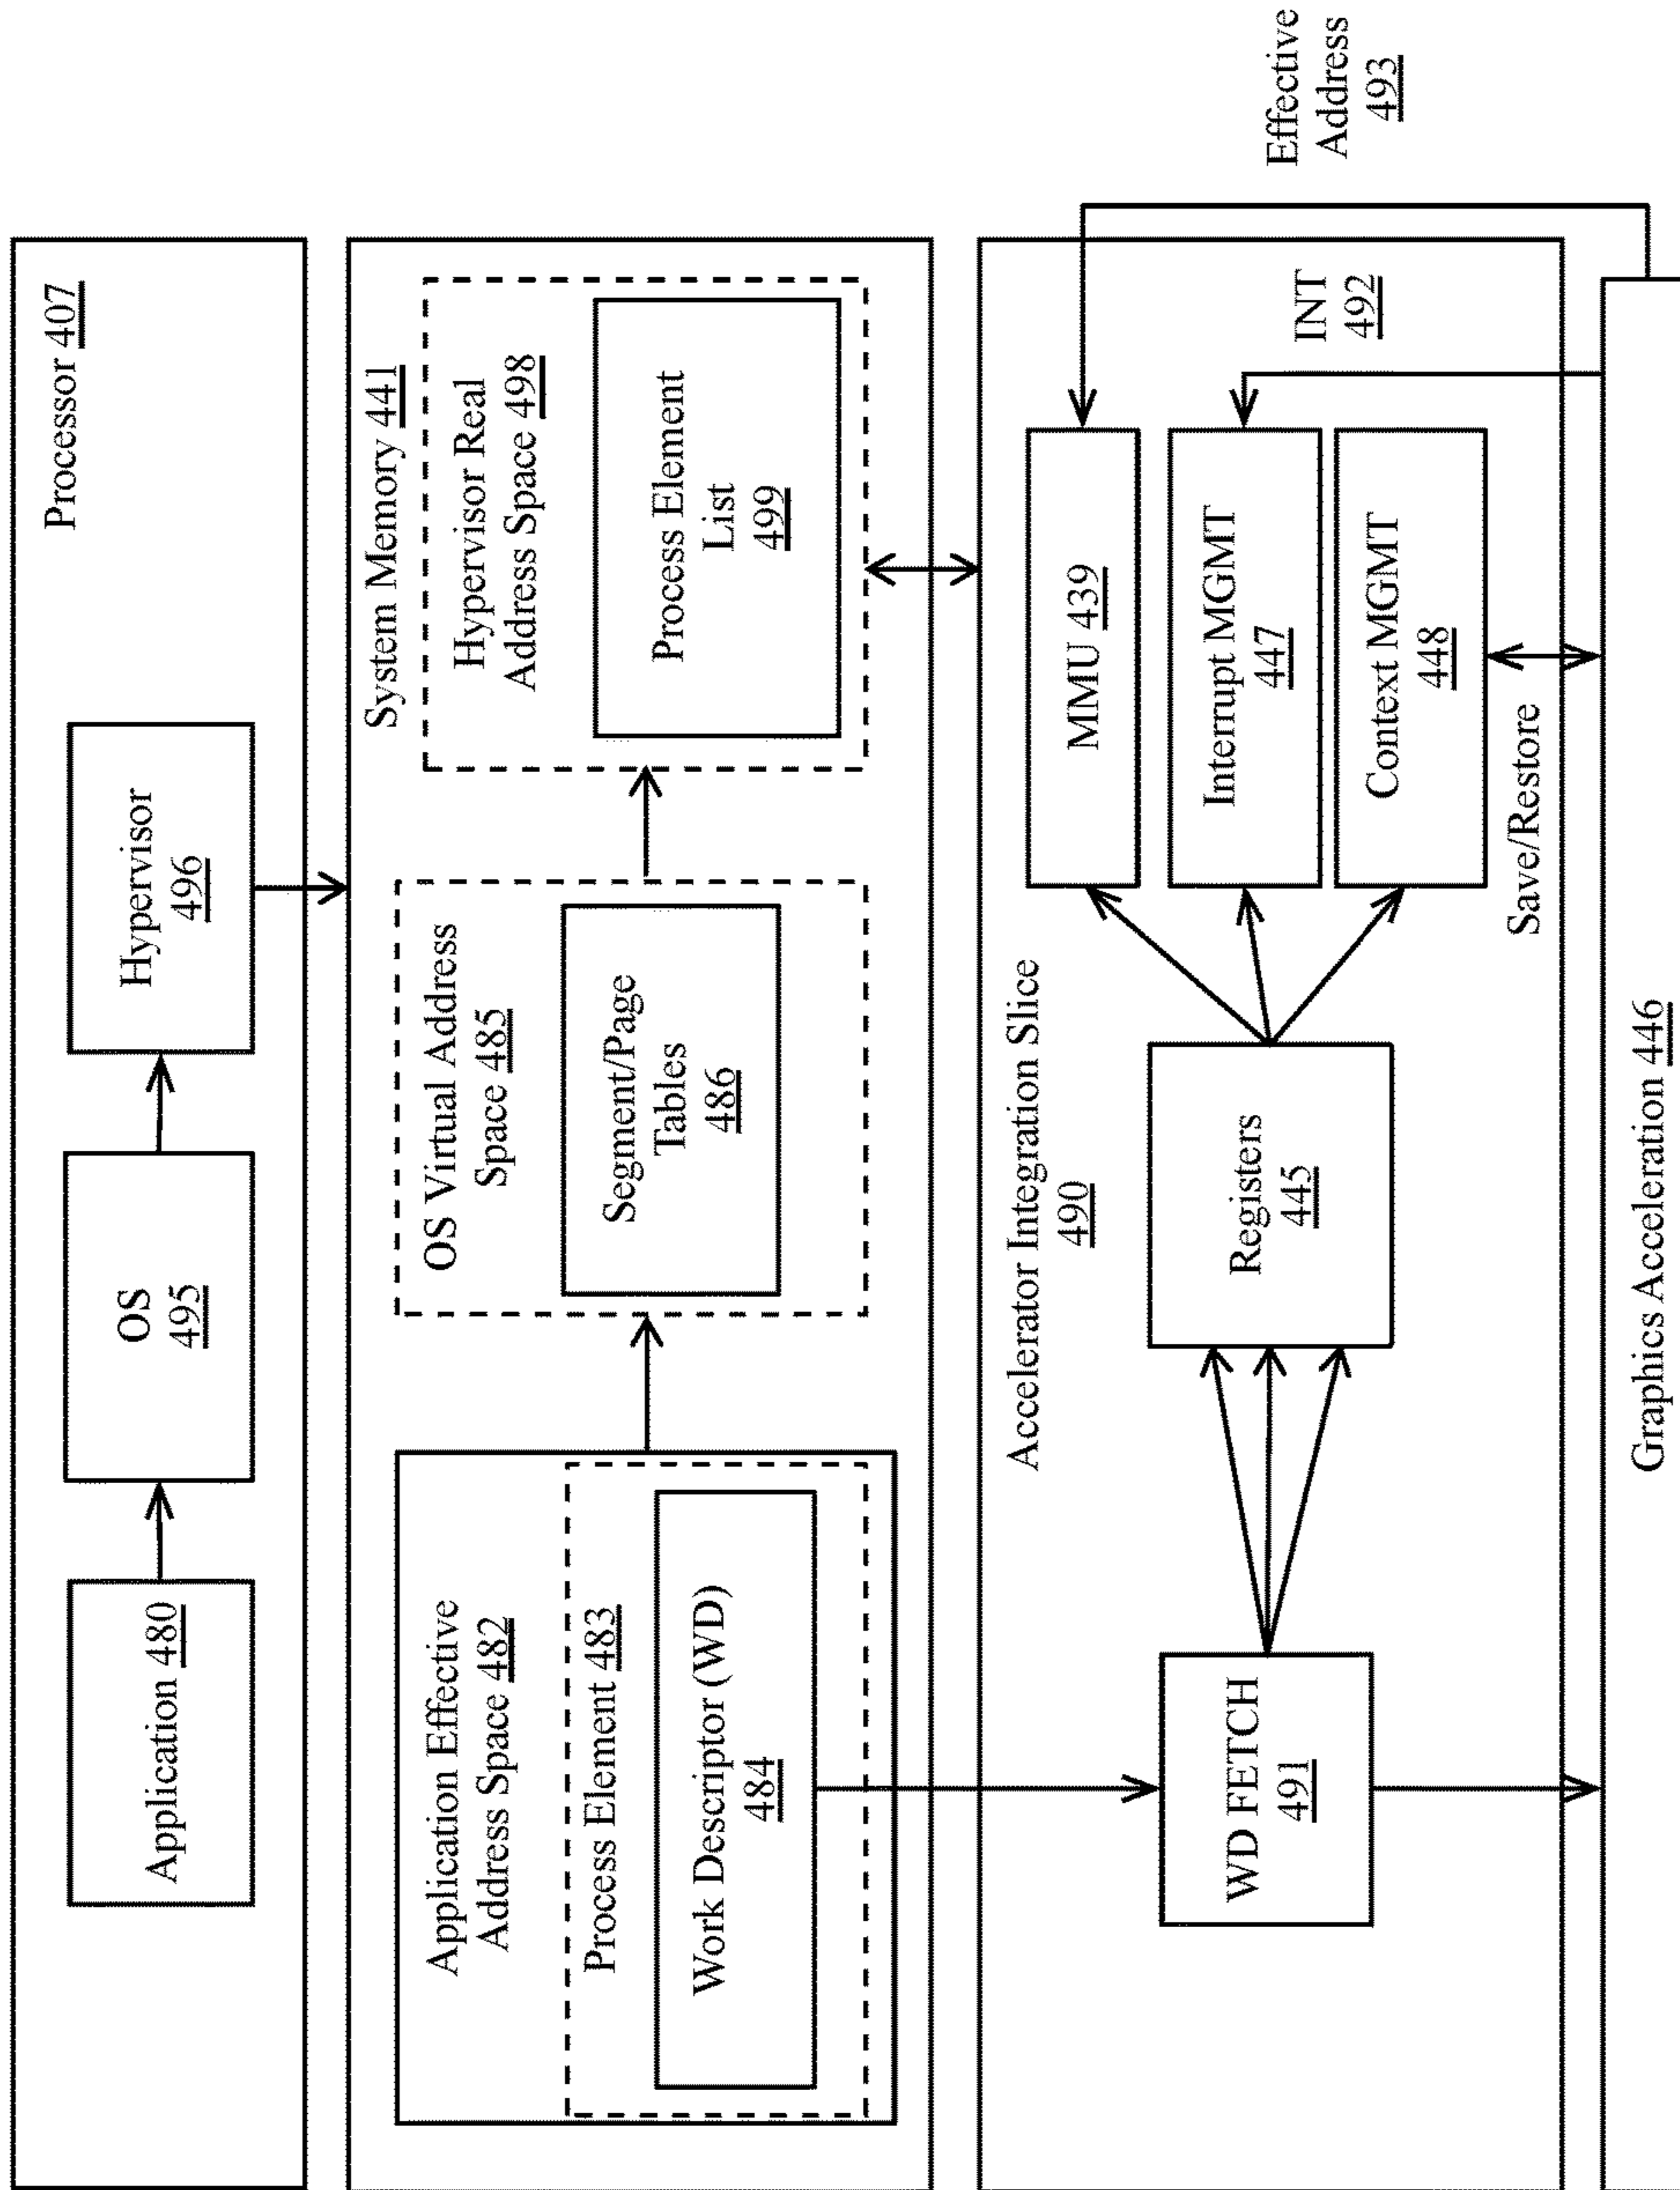 Processor 407
Application 480
OS
495
Hypervisor
496
System Memory 441
Application Effective
Address Space 482
Process Element 483
Work Descriptor (WD)
484
OS Virtual Address
Space 485
Segment/Page
Tables
486
Hypervisor Real
Address Space 498
Process Element
List
499
Accelerator Integration Slice
490
WD FETCH
491
Registers
445
MMU 439
Interrupt MGMT
447
Context MGMT
448
INT
492
Save/Restore
Effective
Address
493
Graphics Acceleration 446